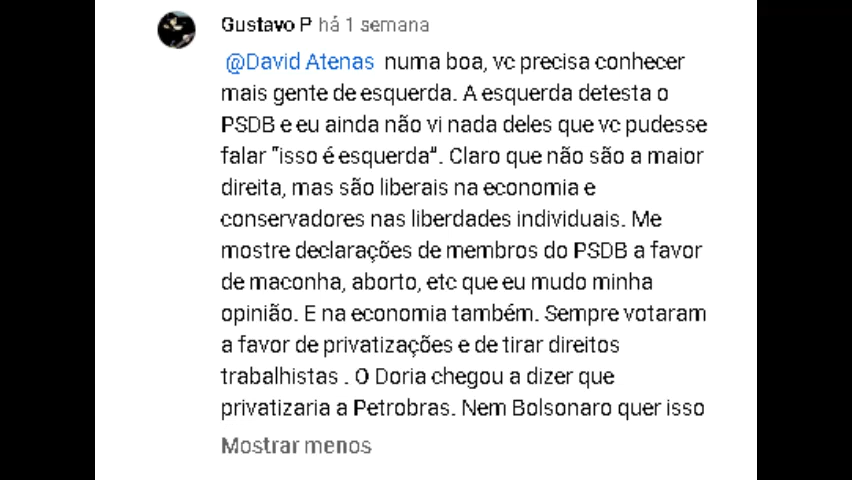 Gustavo P há 1 semana
@David Atenas numa boa, vc precisa conhecer
mais gente de esquerda. A esquerda detesta o
PSDB e eu ainda não vi nada deles que vc pudesse
falar "isso é esquerda". Claro que não são a maior
direita, mas são liberais na economia e
conservadores nas liberdades individuais. Me
mostre declarações de membros do PSDB a favor
de maconha, aborto, etc que eu mudo minha
opinião. E na economia também. Sempre votaram
a favor de privatizações e de tirar direitos
trabalhistas . O Doria chegou a dizer que
privatizaria a Petrobras. Nem Bolsonaro quer isso
Mostrar menos